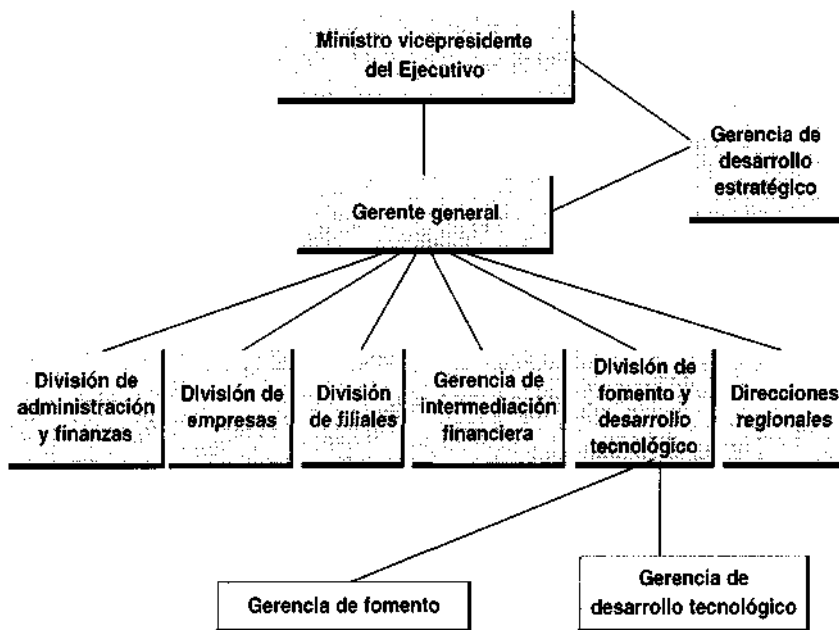 Ministro vicepresidente
del Ejecutivo
Gerencia de
desarrollo
estratégico
Gerente general
División de
administración
y finanzas
División de
empresas
División
de filiales
Gerencia de
intermediación
financiera
División de
fomento y
desarrollo
tecnológico
Direcciones
regionales
Gerencia de fomento
Gerencia de
desarrollo tecnológico